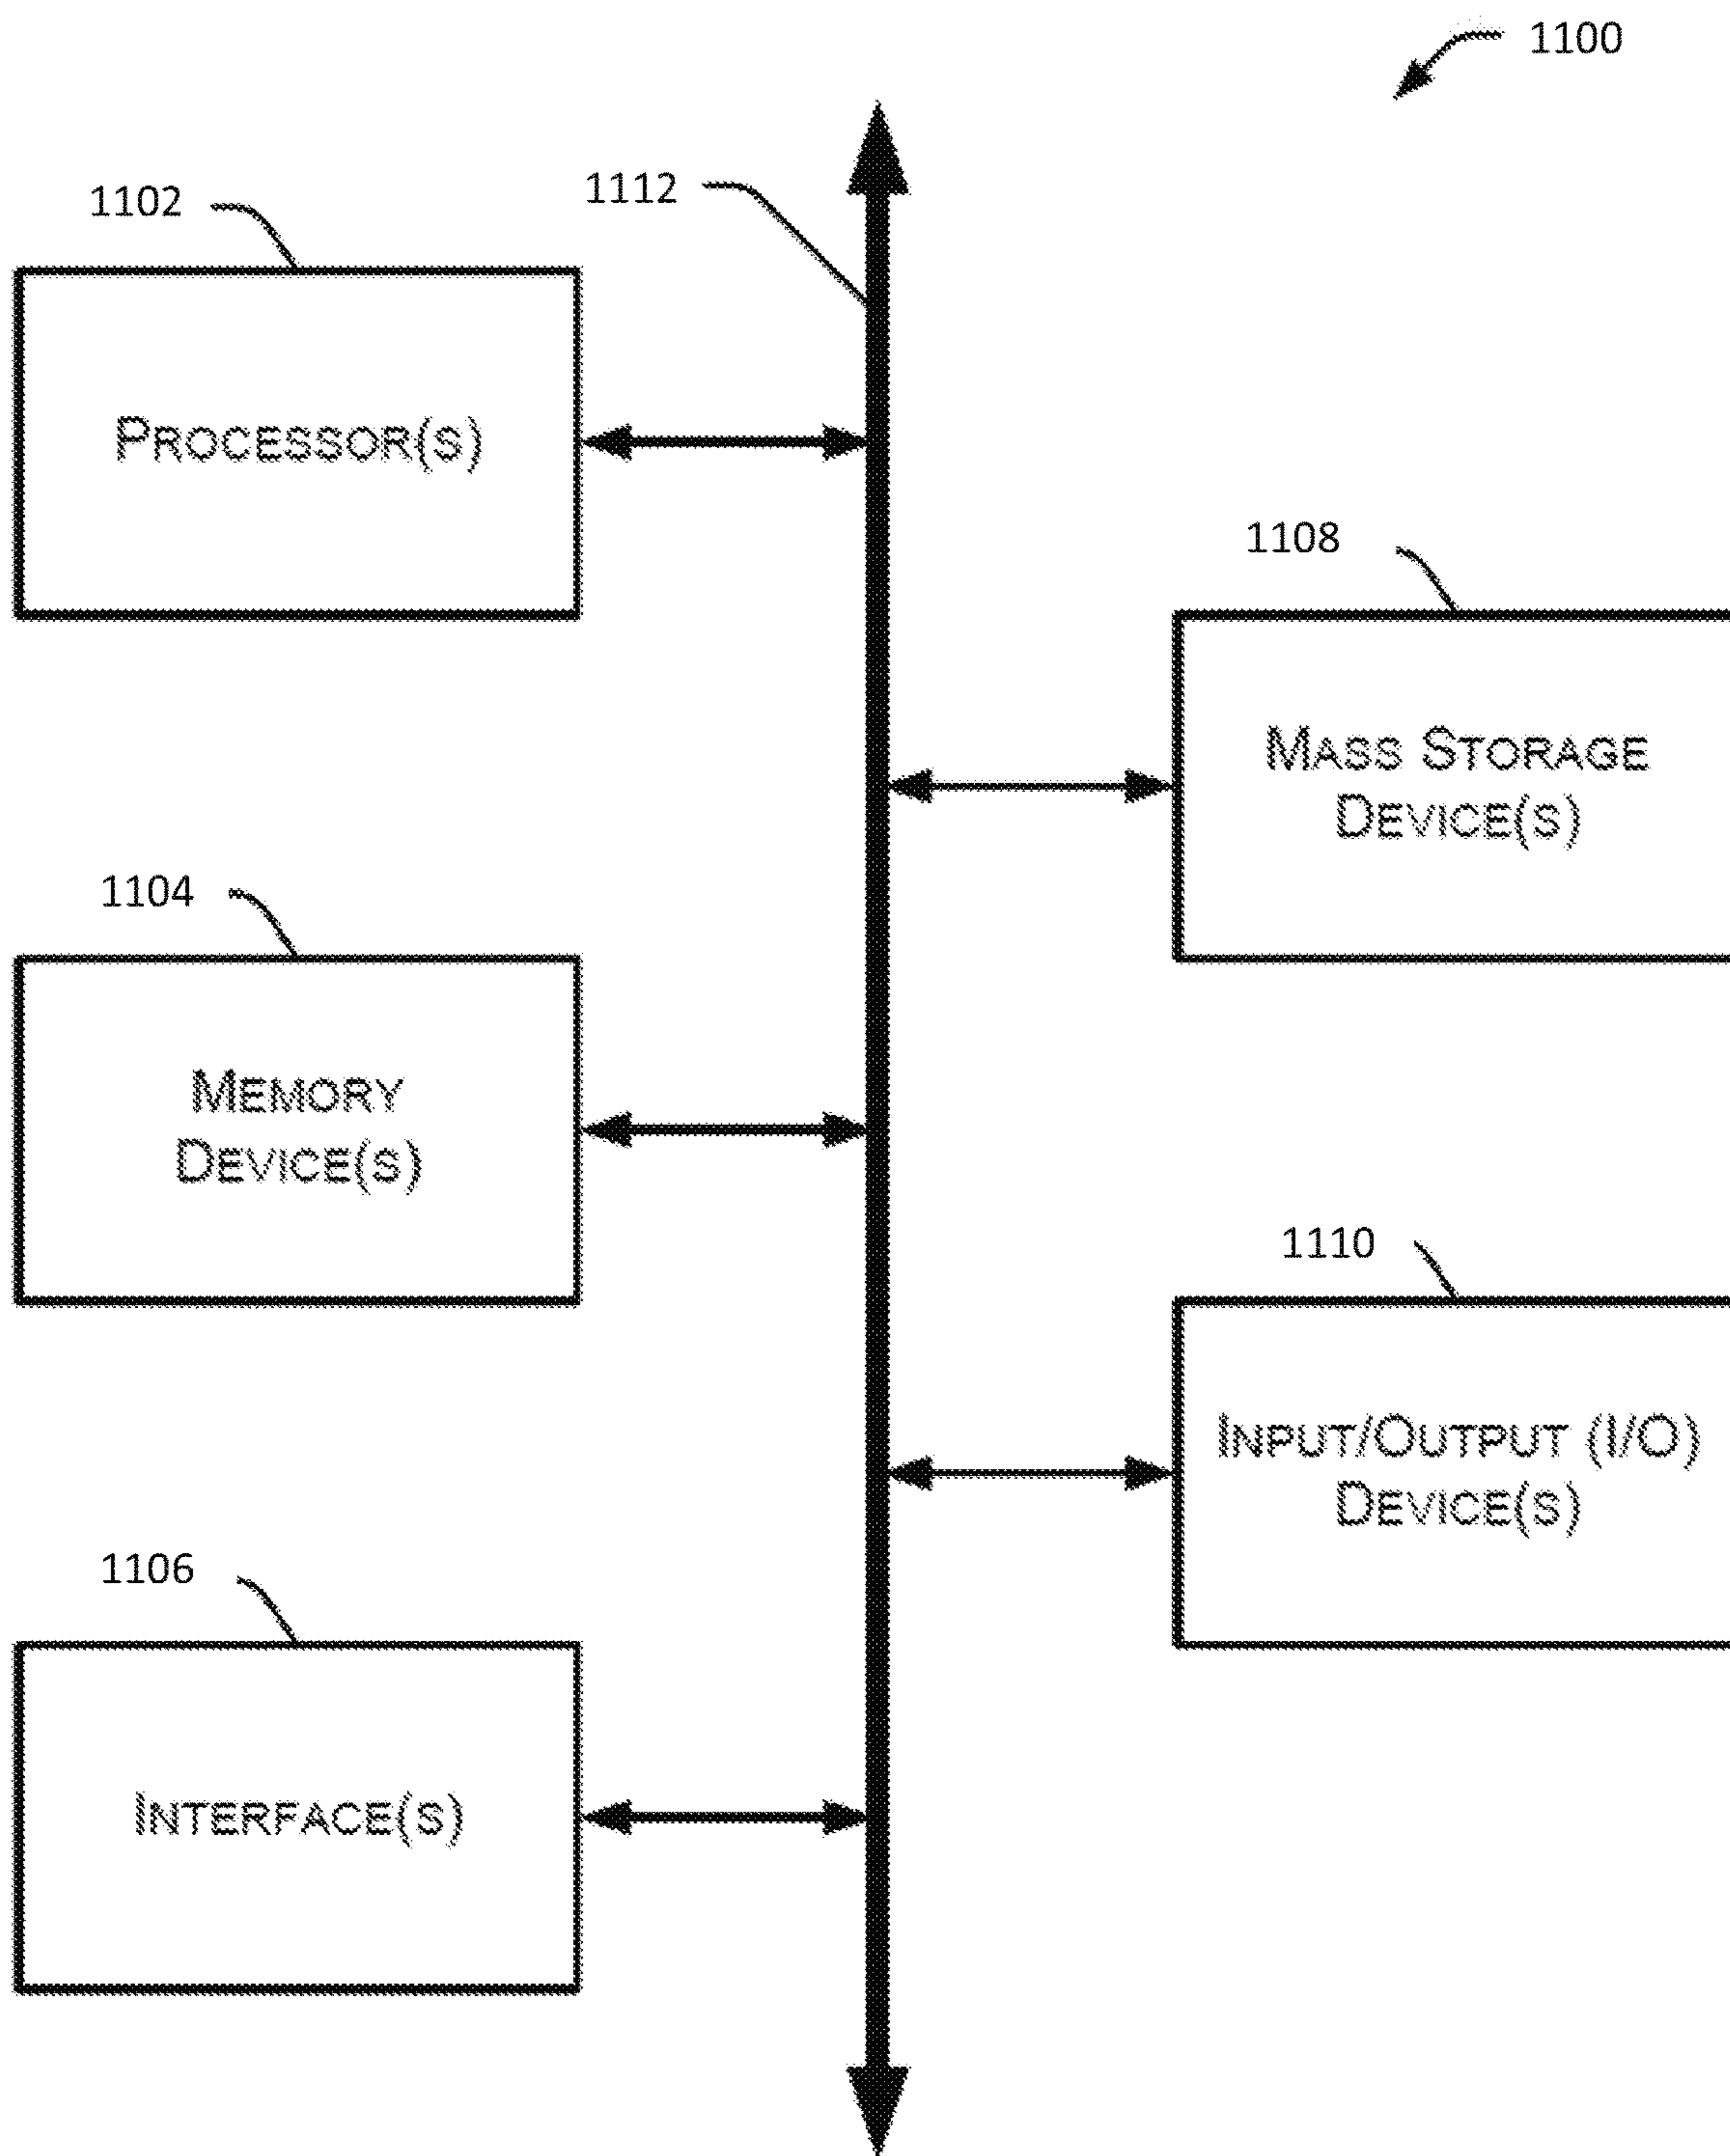 1100
1102
1112
PROCESSOR(S)
1108
MASS STORAGE
DEVICE(S)
1104
MEMORY
DEVICE(S)
1110
INPUT/OUTPUT (I/O)
DEVICE(S)
1106
INTERFACE(S)